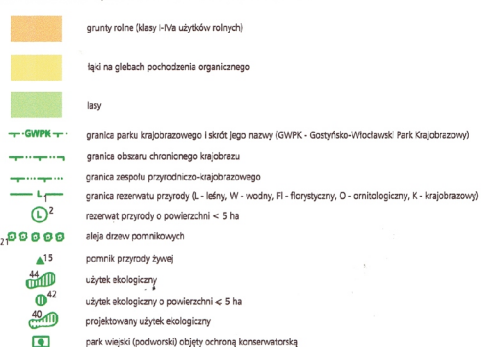 grunty rolne (klasy I-IVa użytków rolnych)
łąki na glebach pochodzenia organicznego
lasy
GWPK granica parku krajobrazowego i skrót jego nazwy (GWPK - Gostyńsko-Włocławski Park Krajobrazowy)
granica obszaru chronionego krajobrazu
granica zespołu przyrodniczo-krajobrazowego
L 1 granica rezerwatu przyrody (L - leśny, W - wodny, Fl - florystyczny, O - ornitologiczny, K - krajobrazowy)
L 2 rezerwat przyrody o powierzchni < 5 ha
21 aleja drzew pomnikowych
15 pomnik przyrody żywej
44 użytek ekologiczny
42 użytek ekologiczny o powierzchni < 5 ha
40 projektowany użytek ekologiczny
park wiejski (podworski) objęty ochroną konserwatorską